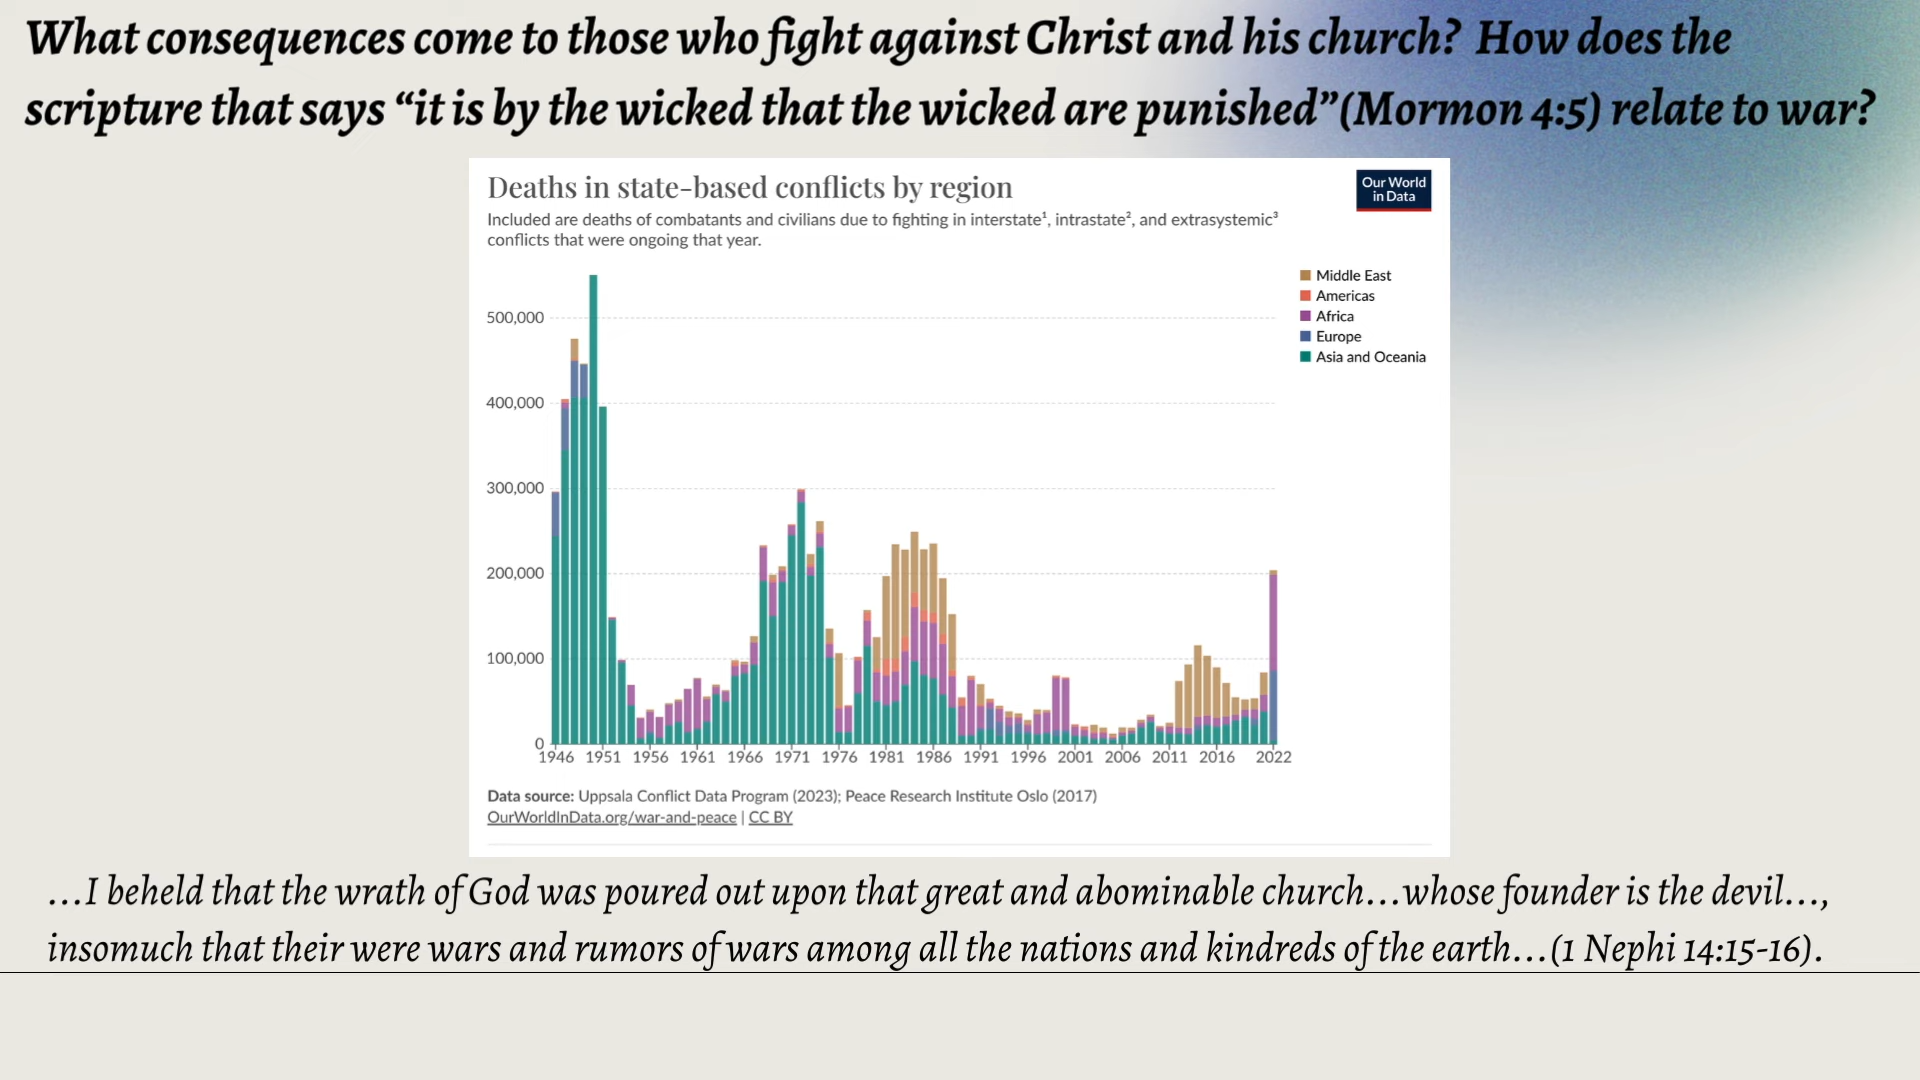 What consequences come to those who fight against Christ and his church?  How does the
scripture that says “it is by the wicked that the wicked are punished”(Mormon 4:5) relate to war?
Deaths in state-based conflicts by region
Our World
in Data
Included are deaths of combatants and civilians due to fighting in interstate¹, intrastate², and extrasystemic³
conflicts that were ongoing that year.
Middle East
Americas
Africa
Europe
Asia and Oceania
500,000
400,000
300,000
200,000
100,000
0
1946 1951 1956 1961 1966 1971 1976 1981 1986 1991 1996 2001 2006 2011 2016 2022
Data source: Uppsala Conflict Data Program (2023); Peace Research Institute Oslo (2017)
OurWorldInData.org/war-and-peace | CC BY
...I beheld that the wrath of God was poured out upon that great and abominable church...whose founder is the devil...,
insomuch that their were wars and rumors of wars among all the nations and kindreds of the earth...(1 Nephi 14:15-16).